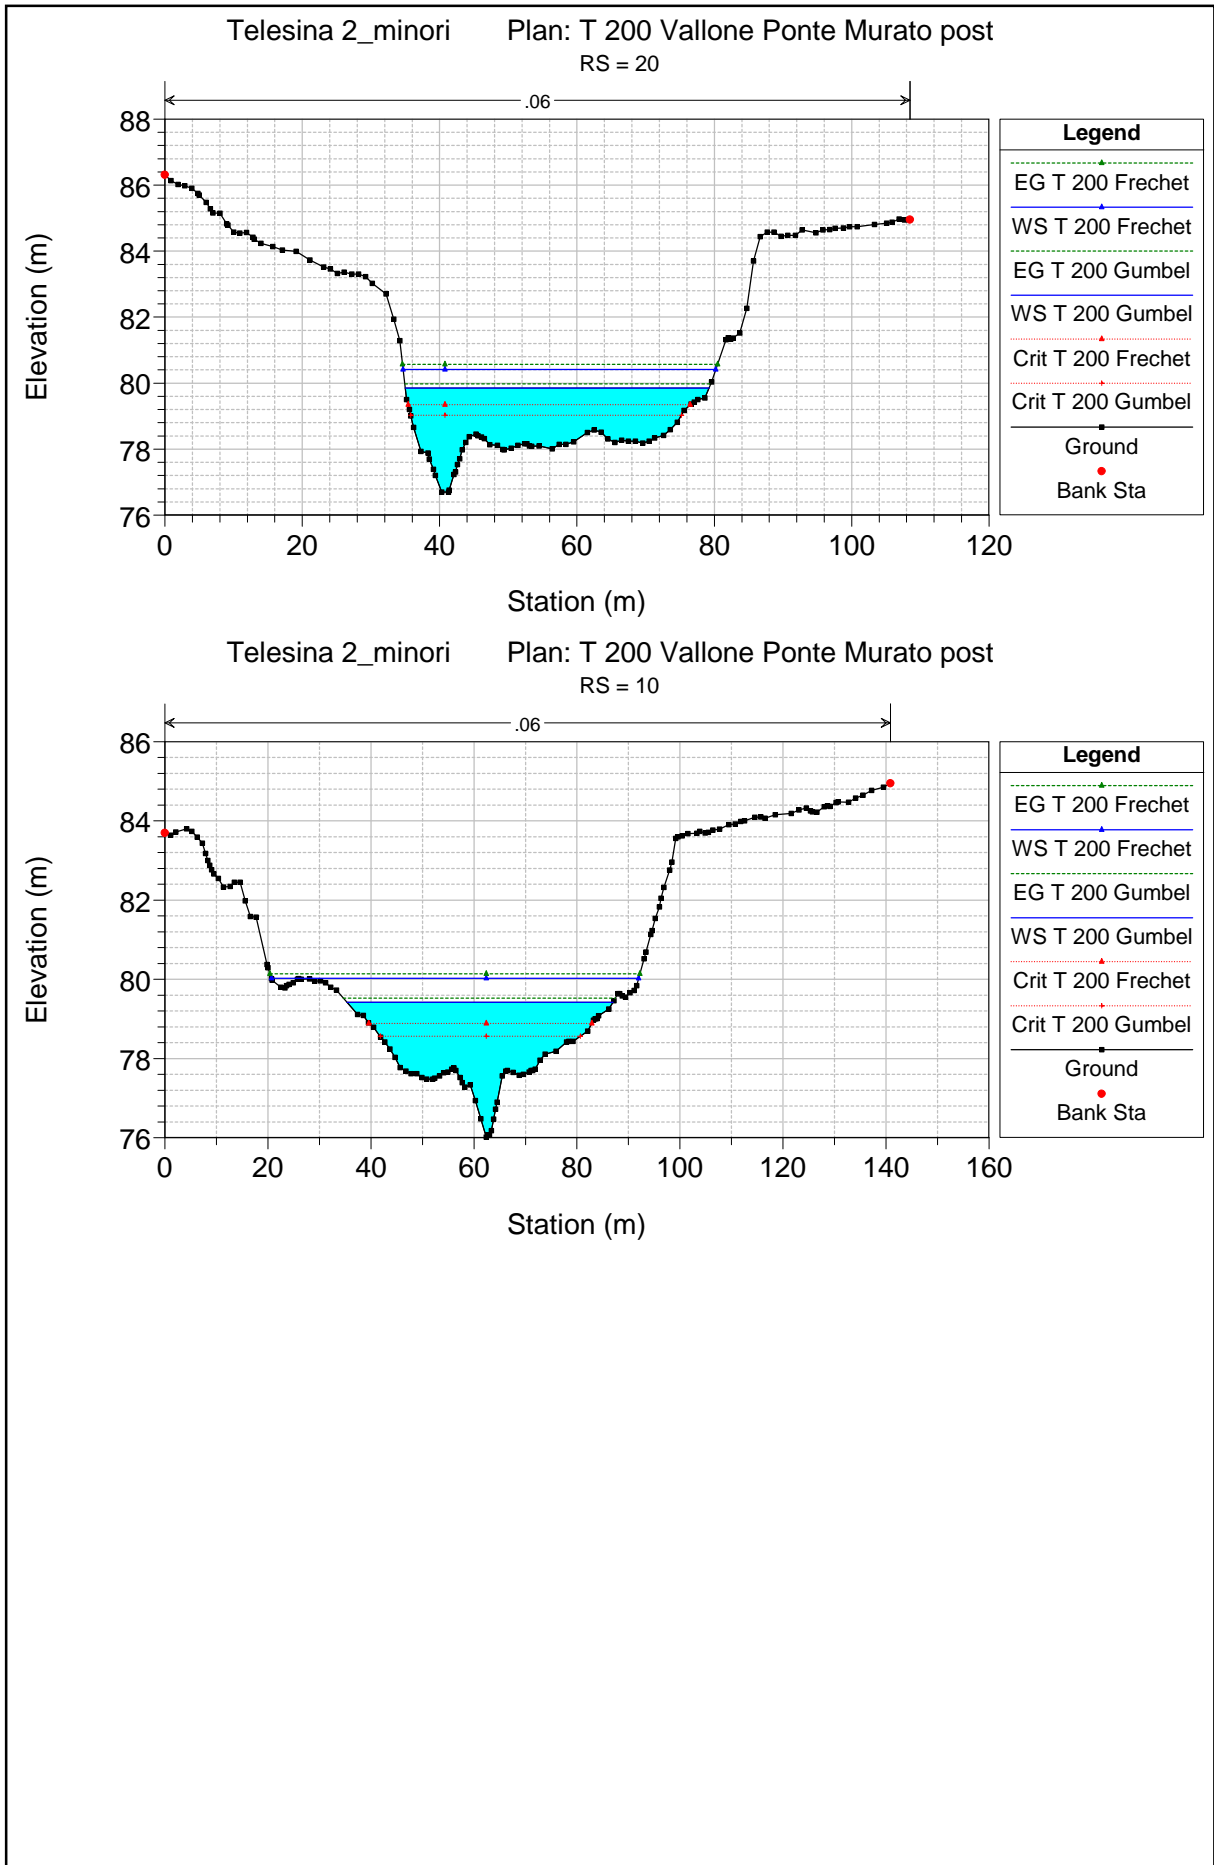 Telesina 2_minori Plan: T 200 Vallone Ponte Murato post
RS = 20
.06
88
86
84
82
80
78
76
0 20 40 60 80 100 120
Elevation (m)
Station (m)
Legend
EG T 200 Frechet
WS T 200 Frechet
EG T 200 Gumbel
WS T 200 Gumbel
Crit T 200 Frechet
Crit T 200 Gumbel
Ground
Bank Sta
Telesina 2_minori Plan: T 200 Vallone Ponte Murato post
RS = 10
.06
86
84
82
80
78
76
0 20 40 60 80 100 120 140 160
Elevation (m)
Station (m)
Legend
EG T 200 Frechet
WS T 200 Frechet
EG T 200 Gumbel
WS T 200 Gumbel
Crit T 200 Frechet
Crit T 200 Gumbel
Ground
Bank Sta